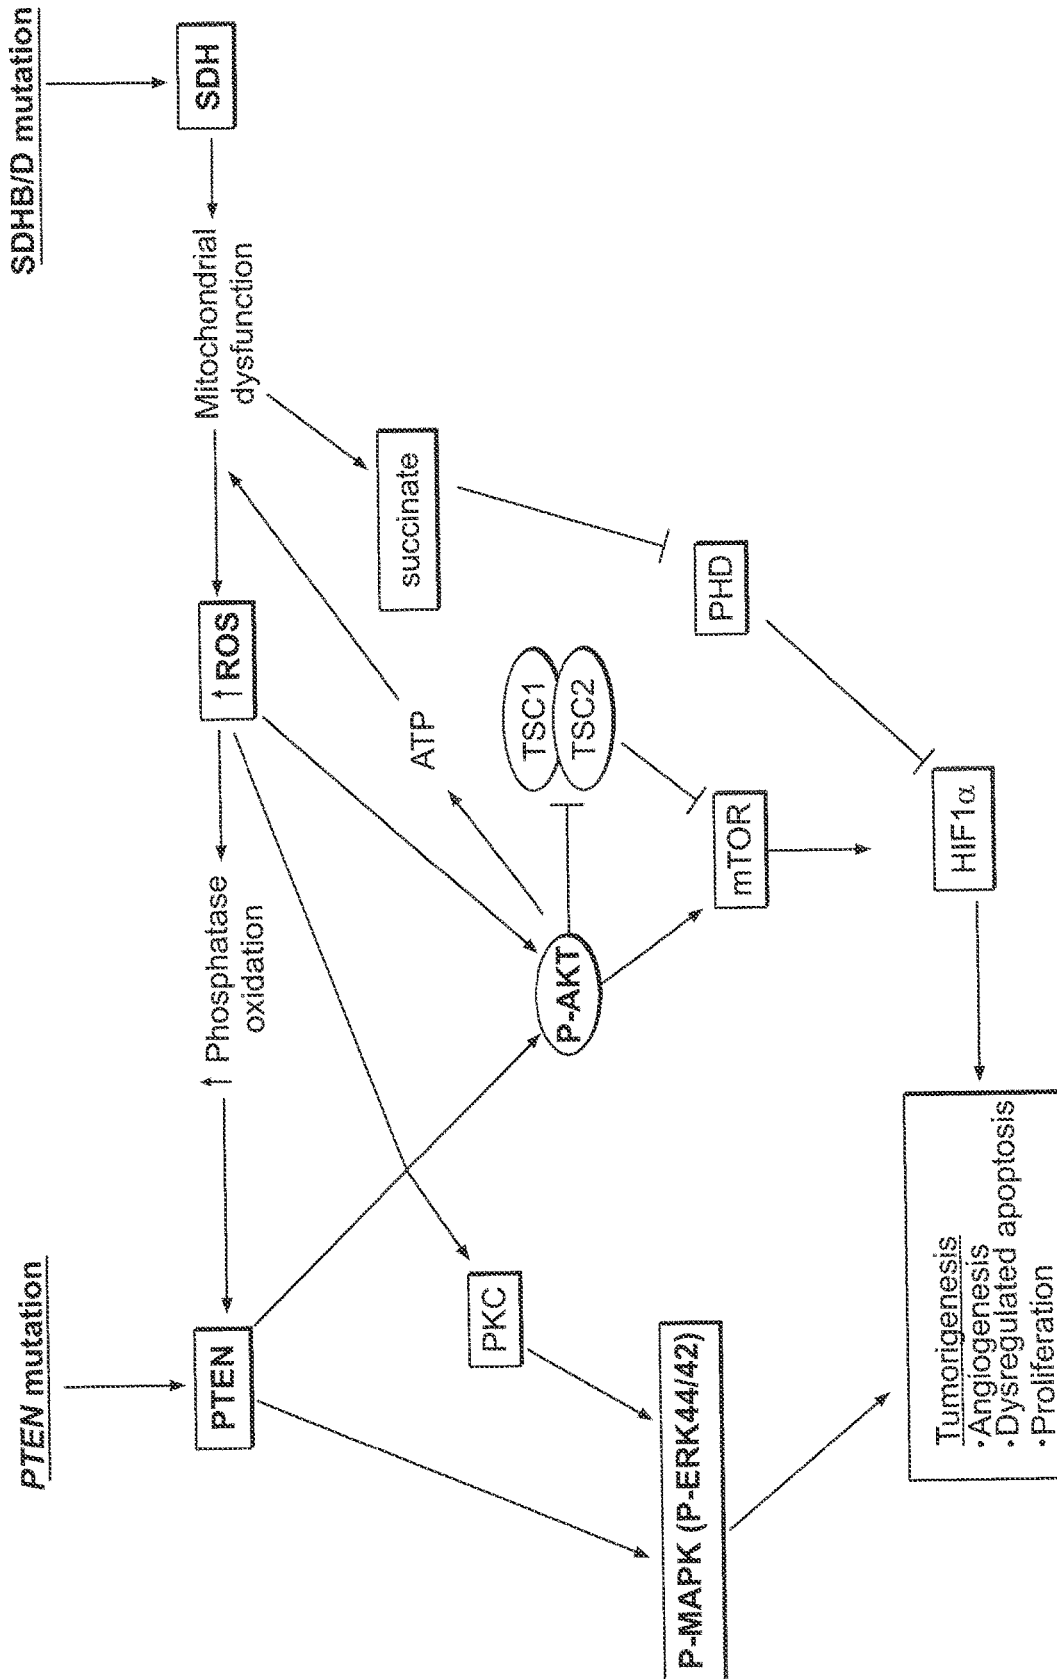 PTEN mutation
SDHB/D mutation
PTEN
↑ Phosphatase
oxidation
↑ROS
Mitochondrial
dysfunction
SDH
PKC
ATP
succinate
P-AKT
TSC1
TSC2
P-MAPK (P-ERK44/42)
mTOR
PHD
Tumorigenesis
·Angiogenesis
·Dysregulated apoptosis
·Proliferation
HIF1α